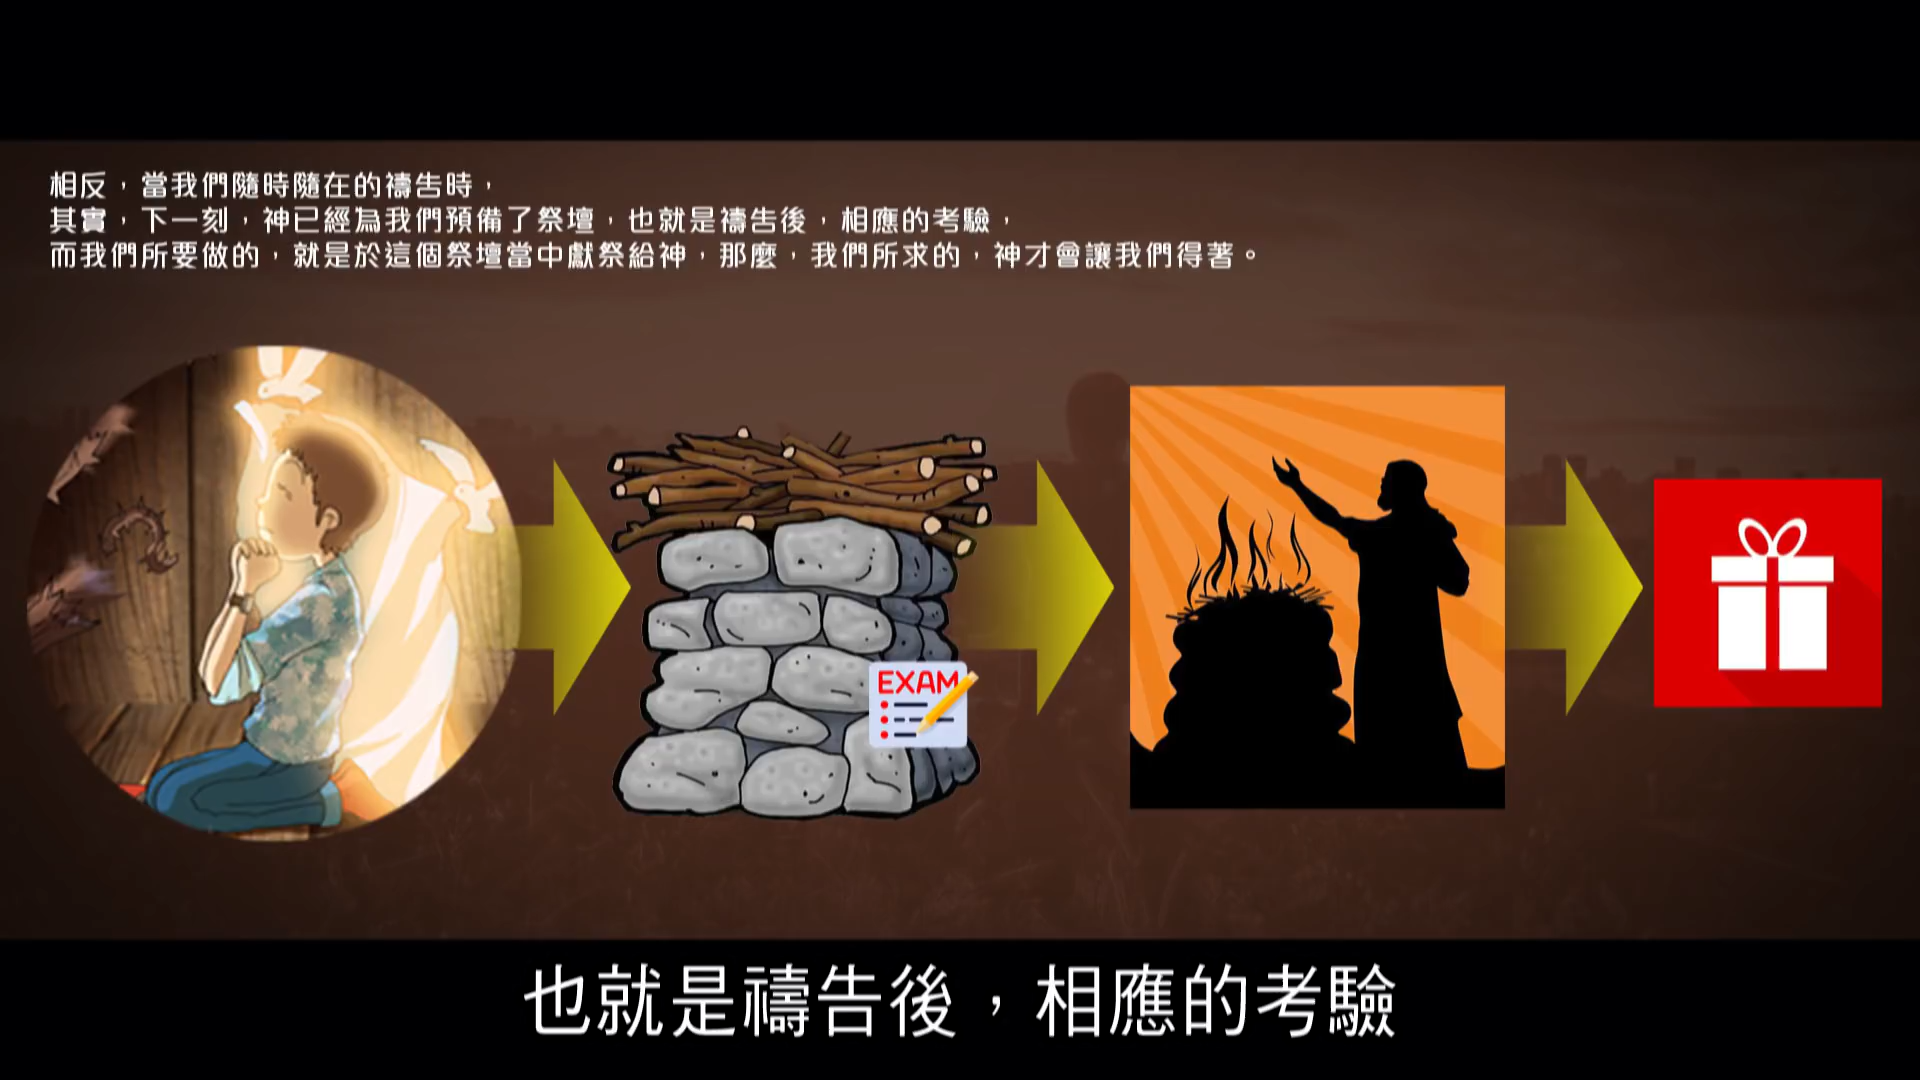 相反，當我們隨時隨在的禱告時，
其實，下一刻，神已經為我們預備了祭壇，也就是禱告後，相應的考驗，
而我們所要做的，就是於這個祭壇當中獻祭給神，那麼，我們所求的，神才會讓我們得著。
EXAM
也就是禱告後，相應的考驗